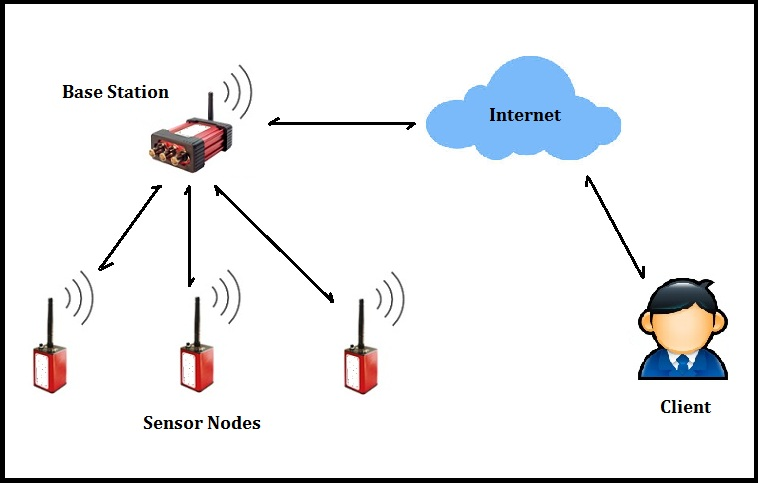 Base Station
Internet
Sensor Nodes
Client